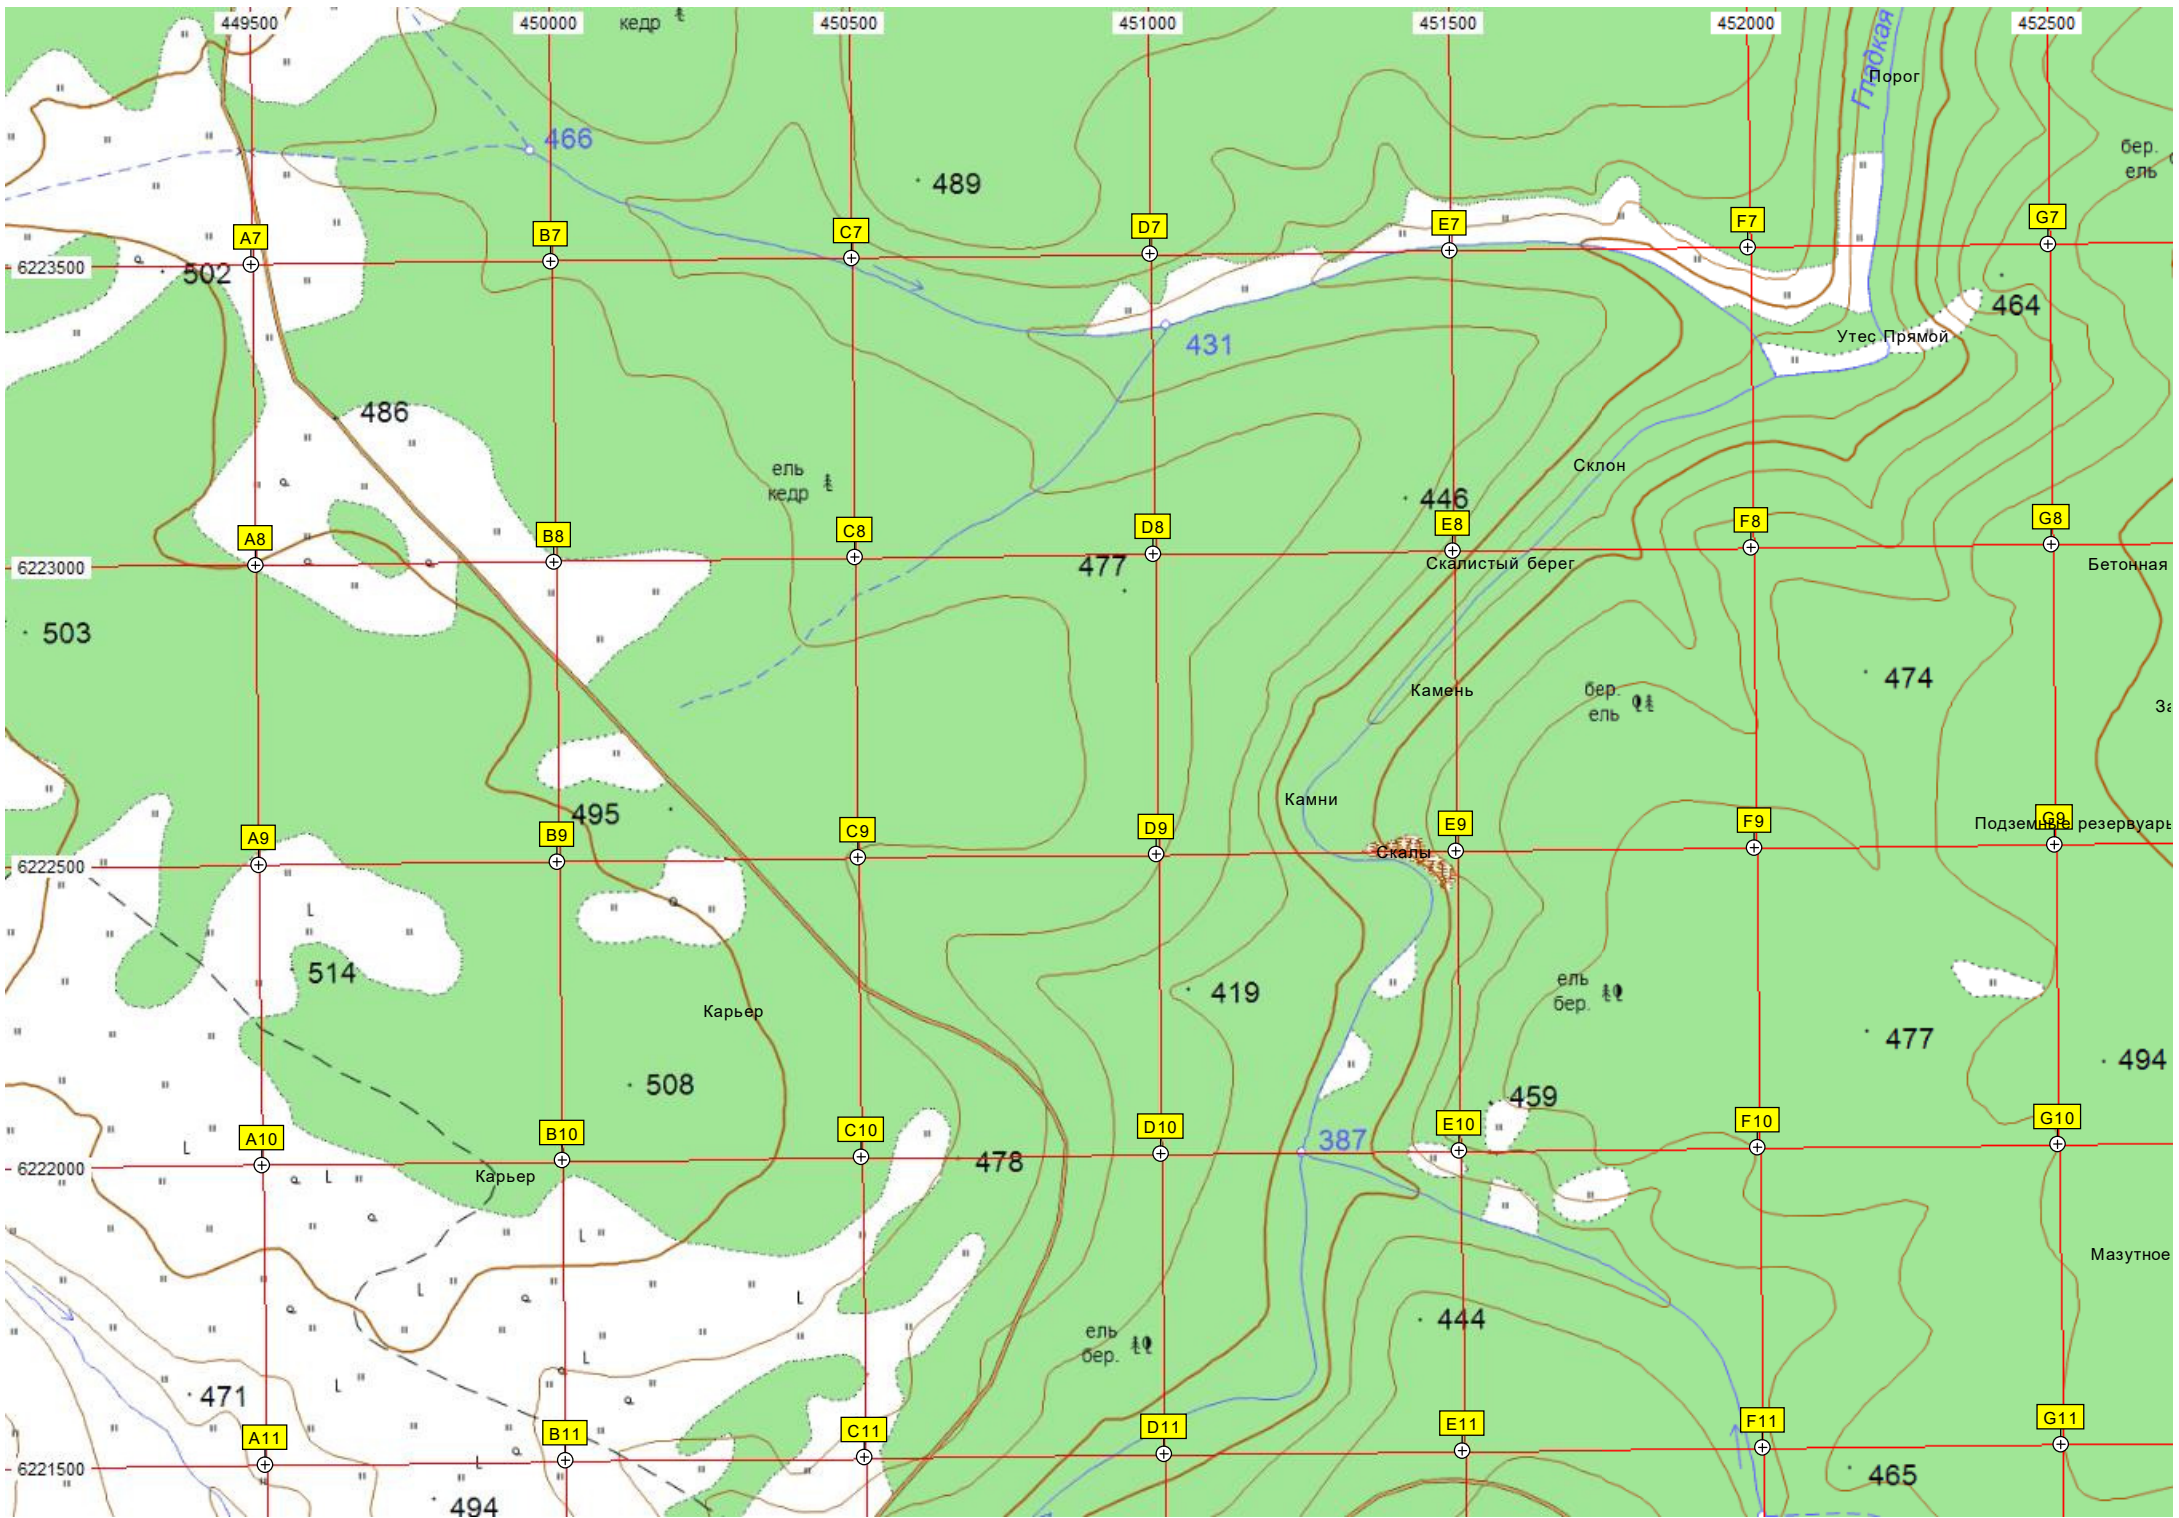 449500 450000 450500 451000 451500 452000 452500
кедр
Гладкая
Порог
466
бер.
ель
489
A7 B7 C7 D7 E7 F7 G7
6223500
502
464
431
Утес Прямой
486
ель
кедр
Склон
446
A8 B8 C8 D8 E8 F8 G8
6223000
477
Скалистый берег
Бетонная
503
474
Камень
бер.
ель
За
495
Камни
A9 B9 C9 D9 E9 F9 G9
Подземные резервуары
6222500
Скалы
514
419
ель
бер.
Карьер
477
494
508
459
A10 B10 C10 D10 E10 F10 G10
387
6222000
478
Карьер
Мазутное
444
ель
бер.
471
A11 B11 C11 D11 E11 F11 G11
6221500
465
494